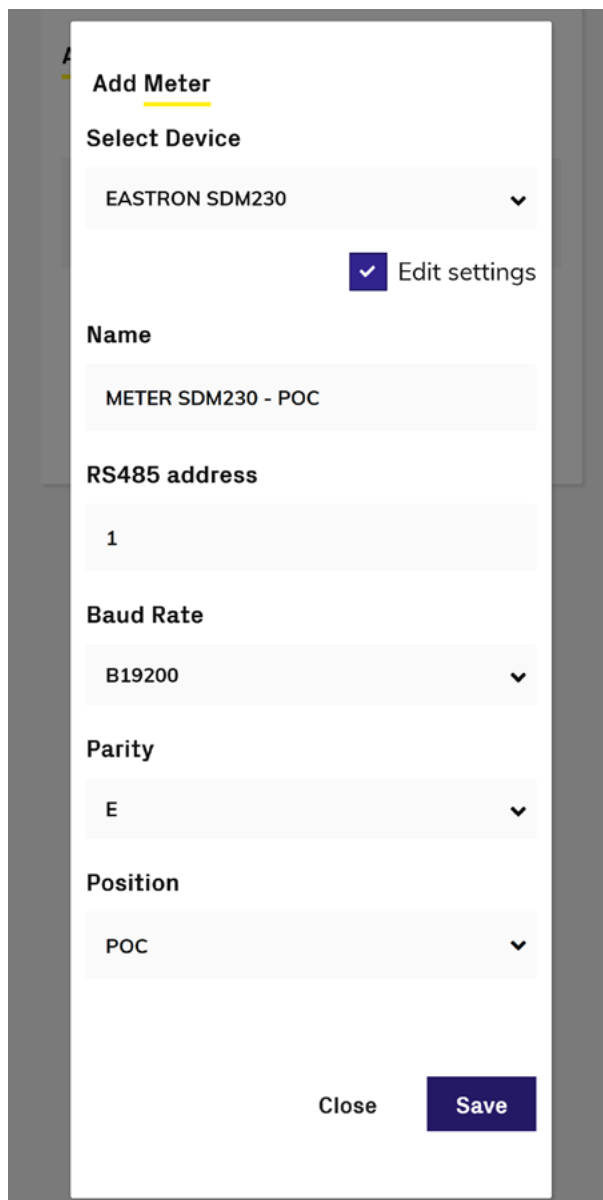 Add Meter
Select Device
EASTRON SDM230
Edit settings
Name
METER SDM230 - POC
RS485 address
1
Baud Rate
B19200
Parity
E
Position
POC
Close Save